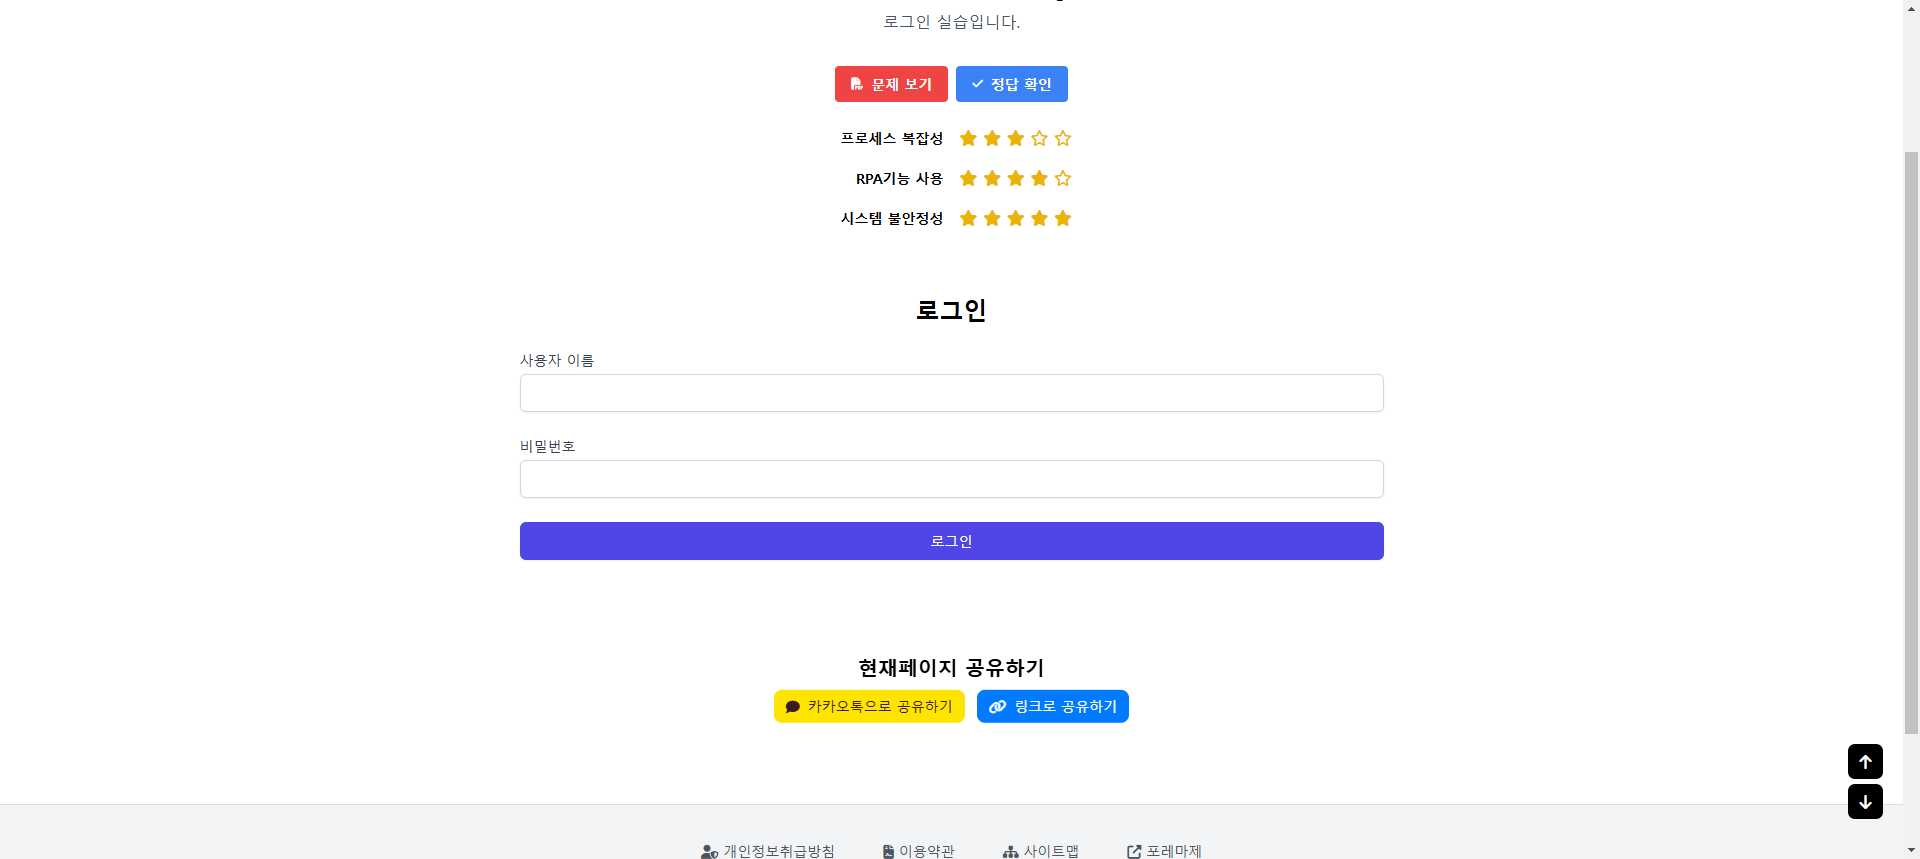 로그인 실습입니다.
문제 보기 정답 확인
프로세스 복잡성
RPA기능 사용
시스템 불안정성
로그인
사용자 이름
비밀번호
로그인
현재페이지 공유하기
카카오톡으로 공유하기 링크로 공유하기
개인정보취급방침 이용약관 사이트맵 포레마제